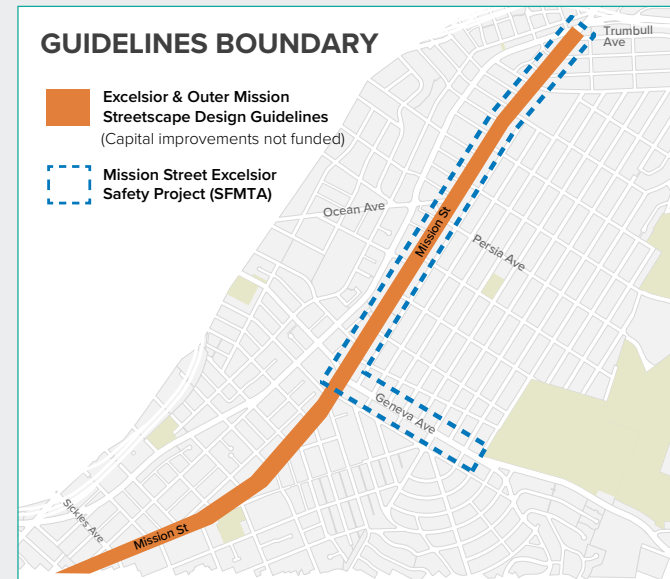 GUIDELINES BOUNDARY
Excelsior & Outer Mission
Streetscape Design Guidelines
(Capital improvements not funded)
Mission Street Excelsior
Safety Project (SFMTA)
Trumbull
Ave
Ocean Ave
Mission St
Persia Ave
Geneva Ave
Sickles Ave
Mission St